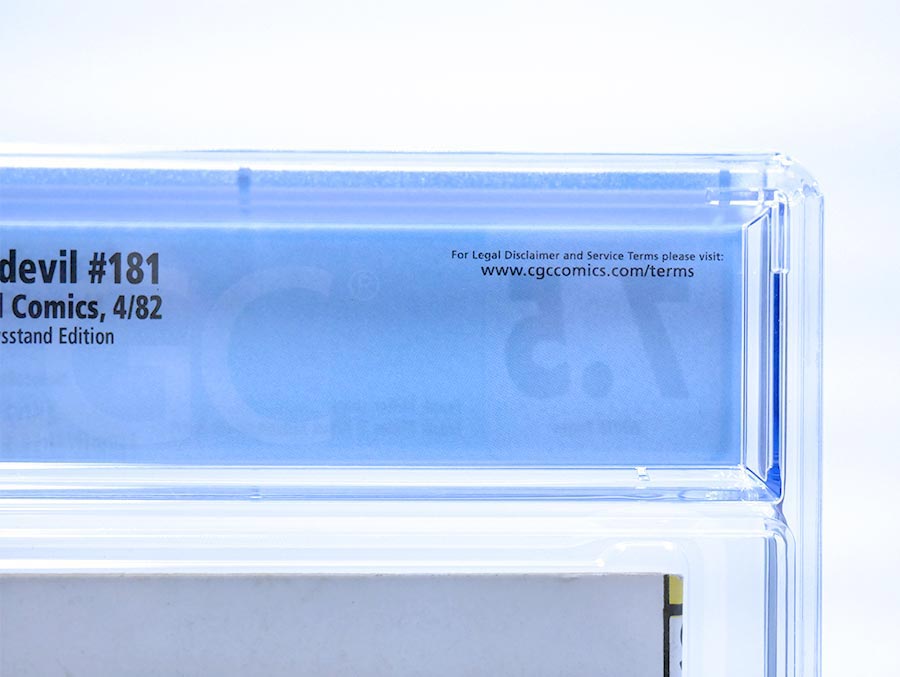 devil #181
Comics, 4/82
sstand Edition
CGC®
For Legal Disclaimer and Service Terms please visit:
www.cgccomics.com/terms
7.5